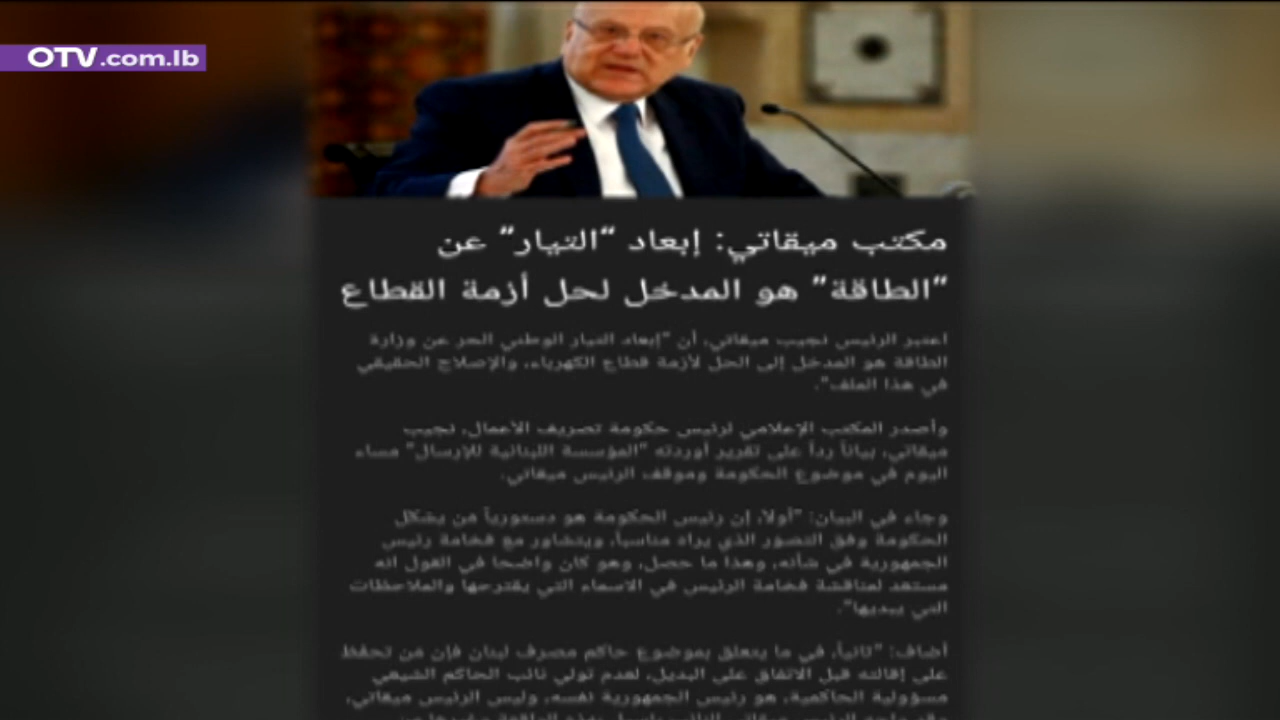 OTV.com.lb
مكتب ميقاتي: إبعاد "التيار" عن
"الطاقة" هو المدخل لحل أزمة القطاع
اعتبر الرئيس نجيب ميقاتي، أن "إبعاد التيار الوطني الحر عن وزارة
الطاقة هو المدخل إلى الحل لأزمة قطاع الكهرباء، والإصلاح الحقيقي
في هذا الملف".
وأصدر المكتب الإعلامي لرئيس حكومة تصريف الأعمال، نجيب
ميقاتي، بياناً رداً على تقرير أوردته "المؤسسة اللبنانية للإرسال" مساء
اليوم في موضوع الحكومة وموقف الرئيس ميقاتي.
وجاء في البيان: "أولاً، إن رئيس الحكومة هو دستورياً من يشكل
الحكومة وفق التصور الذي يراه مناسباً، ويتشاور مع فخامة رئيس
الجمهورية في شأنه، وهذا ما حصل، وهو كان واضحا في القول انه
مستعد لمناقشة فخامة الرئيس في الاسماء التي يقترحها والملاحظات
التي يبديها".
أضاف: "ثانياً، في ما يتعلق بموضوع حاكم مصرف لبنان فإن من تحفظ
على إقالته قبل الاتفاق على البديل، لعدم تولي نائب الحاكم الشيعي
مسؤولية الحاكمية، هو رئيس الجمهورية نفسه، وليس الرئيس ميقاتي،